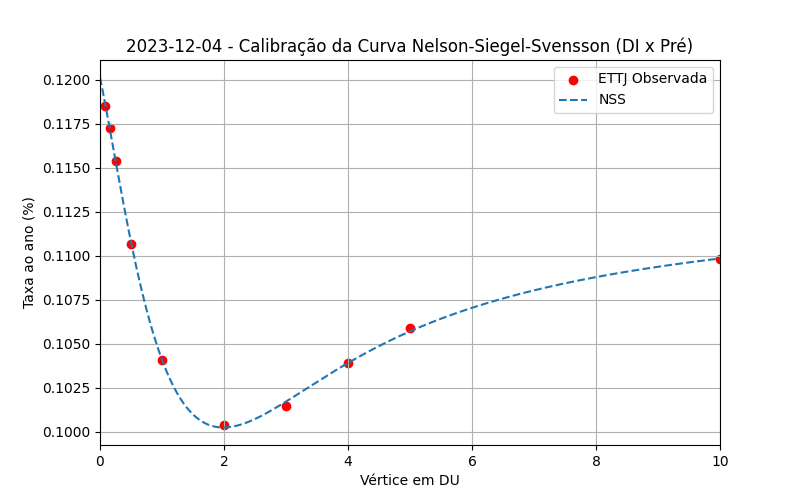 2023-12-04 - Calibração da Curva Nelson-Siegel-Svensson (DI x Pré)
ETTJ Observada
NSS
Taxa ao ano (%)
0.1200
0.1175
0.1150
0.1125
0.1100
0.1075
0.1050
0.1025
0.1000
0 2 4 6 8 10
Vértice em DU